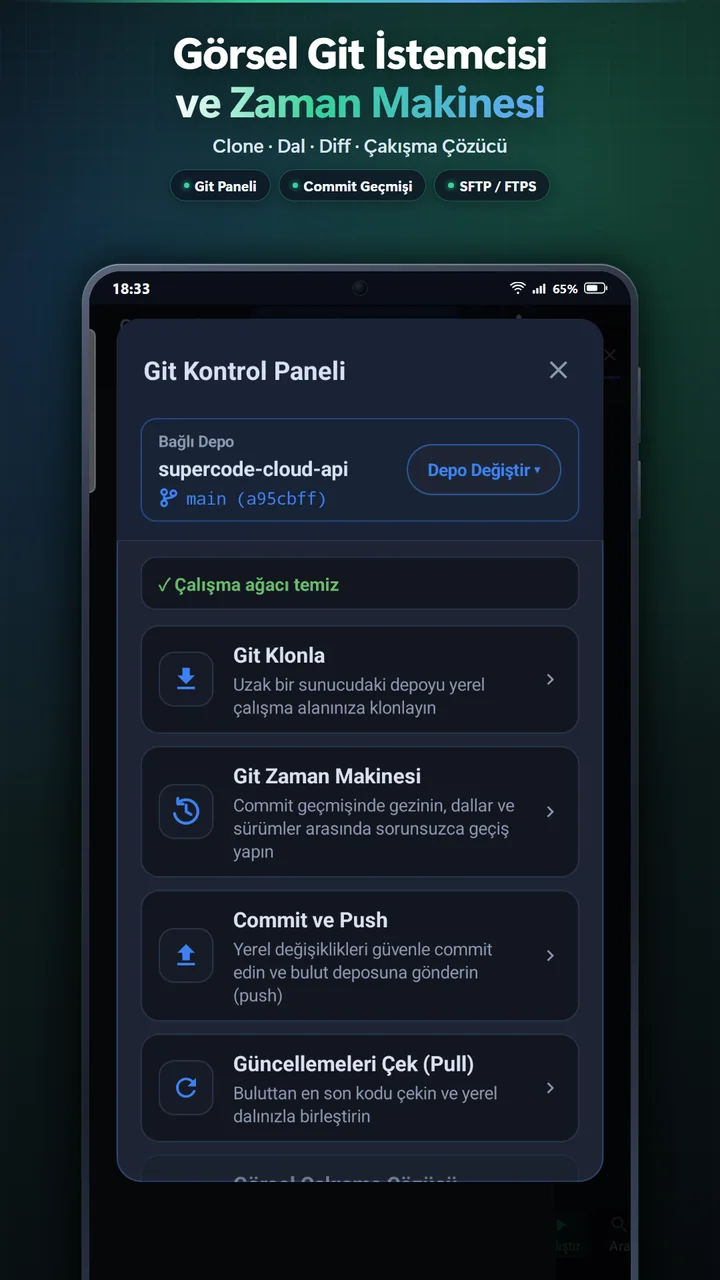 Görsel Git İstemcisi
ve Zaman Makinesi
Clone · Dal · Diff · Çakışma Çözücü
Git Paneli
Commit Geçmişi
SFTP / FTPS
18:33
65%
Git Kontrol Paneli
Bağlı Depo
supercode-cloud-api
main (a95cbff)
Depo Değiştir ▾
✓ Çalışma ağacı temiz
Git Klonla
Uzak bir sunucudaki depoyu yerel
çalışma alanınıza klonlayın
Git Zaman Makinesi
Commit geçmişinde gezinin, dallar ve
sürümler arasında sorunsuzca geçiş
yapın
Commit ve Push
Yerel değişiklikleri güvenle commit
edin ve bulut deposuna gönderin
(push)
Güncellemeleri Çek (Pull)
Buluttan en son kodu çekin ve yerel
dalınızla birleştirin
Görsel Çakışma Çözücü
Ara